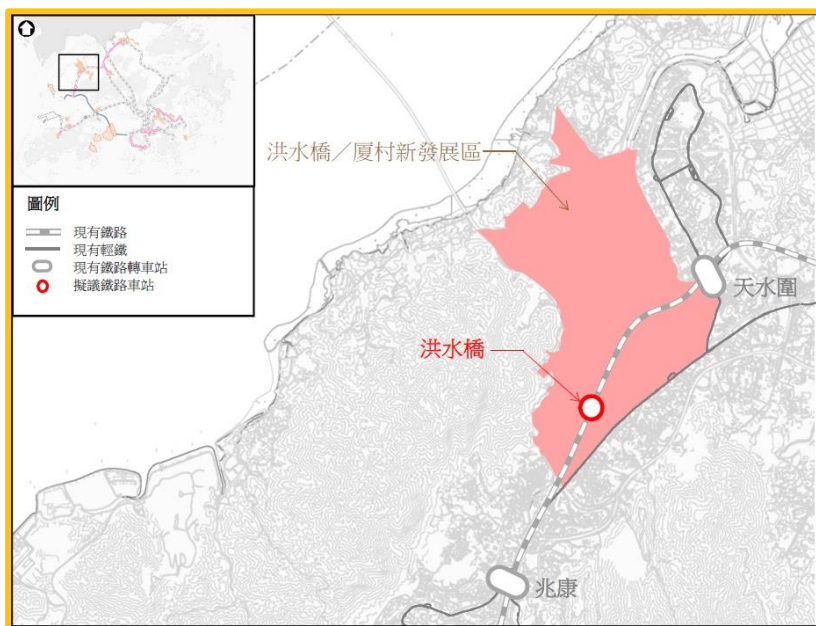 圖例
現有鐵路
現有輕鐵
現有鐵路轉車站
擬議鐵路車站
洪水橋／厦村新發展區
天水圍
洪水橋
兆康